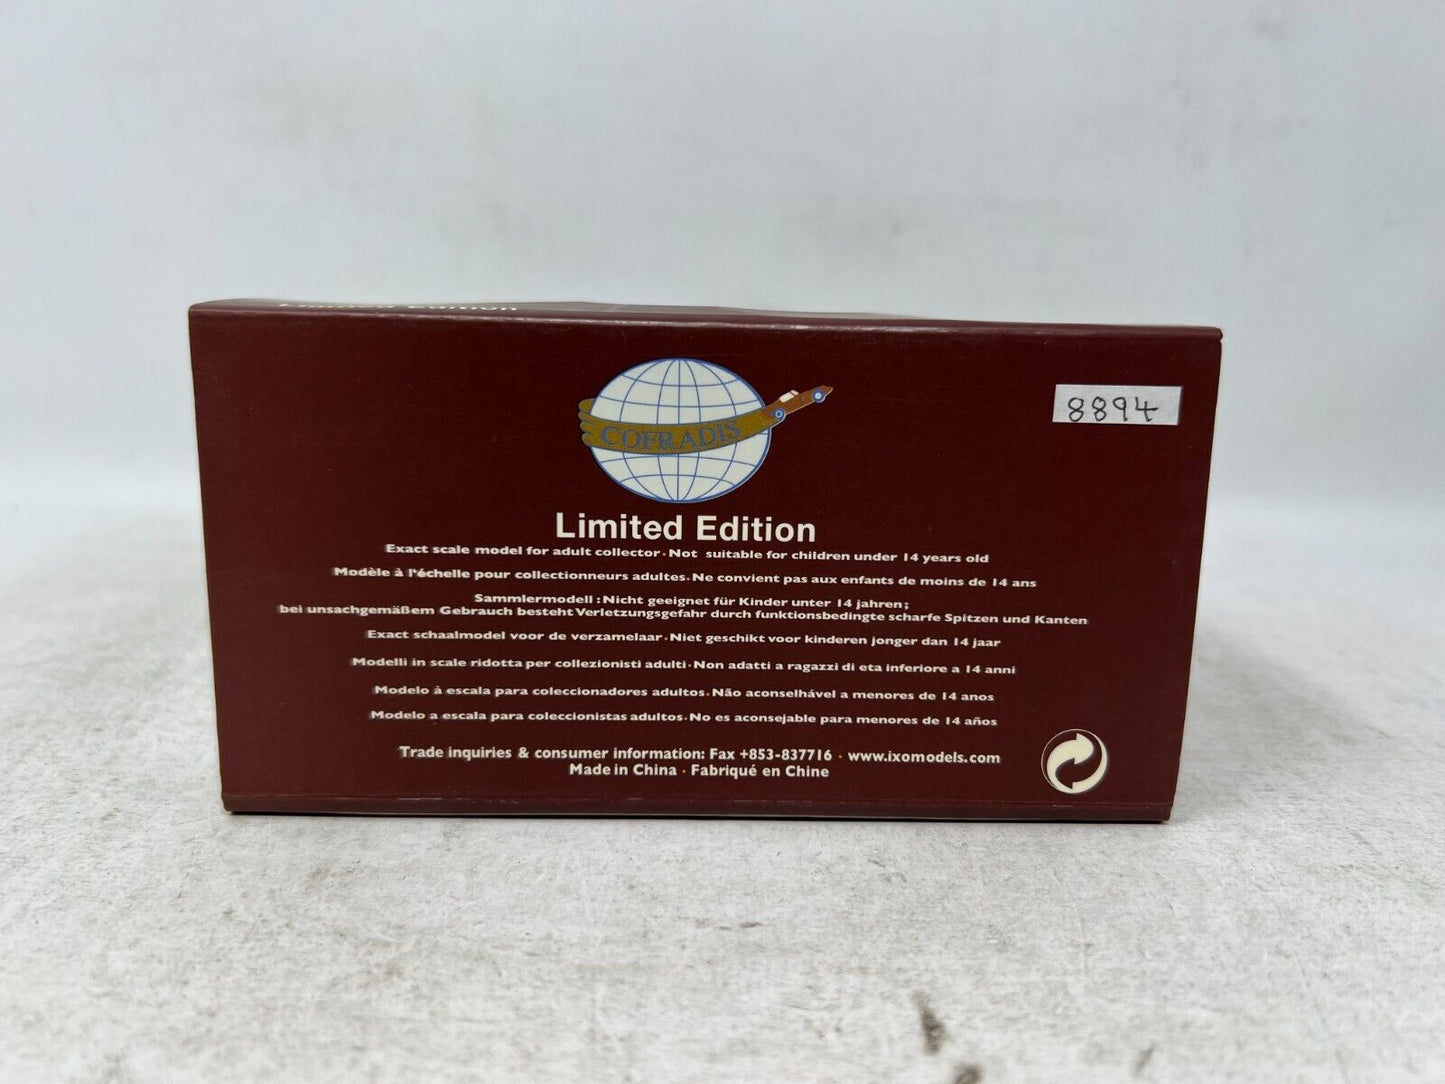 Limited Edition
COFRADIS
8894
Limited Edition
Exact scale model for adult collector · Not suitable for children under 14 years old
Modèle à l'échelle pour collectionneurs adultes. Ne convient pas aux enfants de moins de 14 ans
Sammlermodell : Nicht geeignet für Kinder unter 14 jahren;
bei unsachgemäßem Gebrauch besteht Verletzungsgefahr durch funktionsbedingte scharfe Spitzen und Kanten
Exact schaalmodel voor de verzamelaar · Niet geschikt voor kinderen jonger dan 14 jaar
Modelli in scale ridotta per collezionisti adulti · Non adatti a ragazzi di eta inferiore a 14 anni
Modelo à escala para coleccionadores adultos · Não aconselhável a menores de 14 anos
Modelo a escala para coleccionistas adultos · No es aconsejable para menores de 14 años
Trade inquiries & consumer information: Fax +853-837716 · www.ixomodels.com
Made in China · Fabriqué en Chine